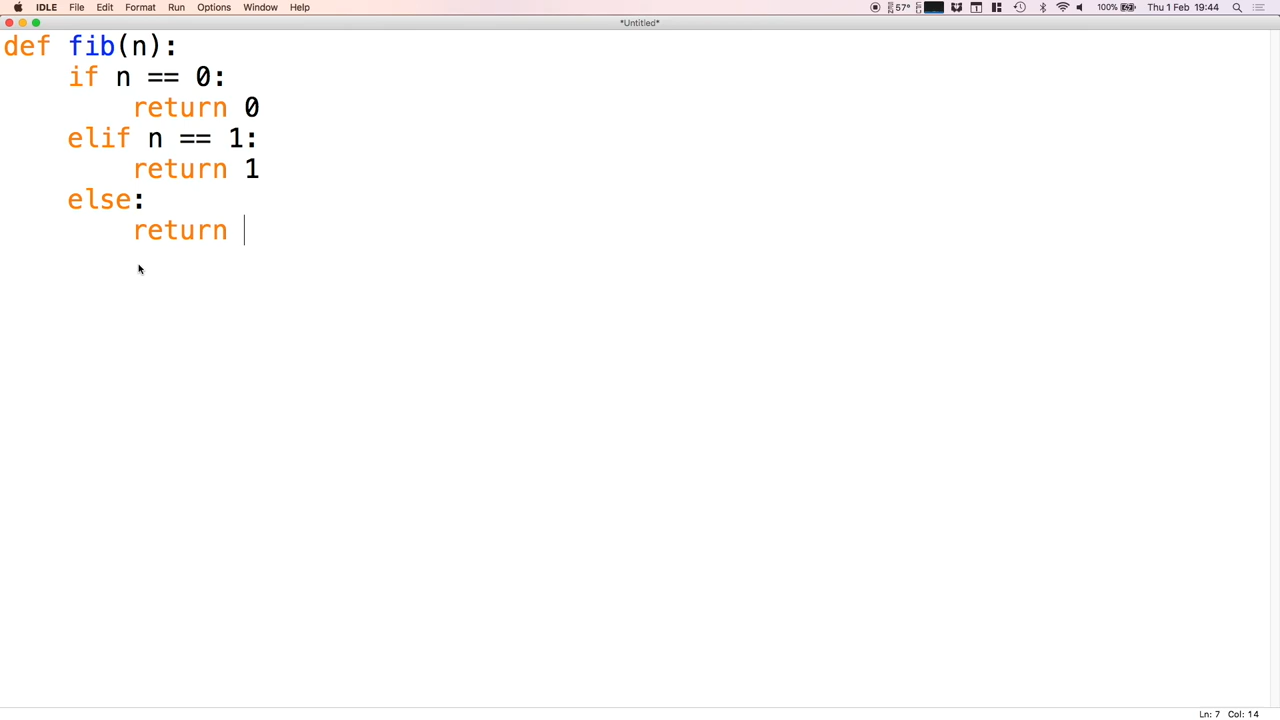 IDLE File Edit Format Run Options Window Help 57° 100% Thu 1 Feb 19:44
*Untitled*
def fib(n):
    if n == 0:
        return 0
    elif n == 1:
        return 1
    else:
        return
Ln: 7 Col: 14